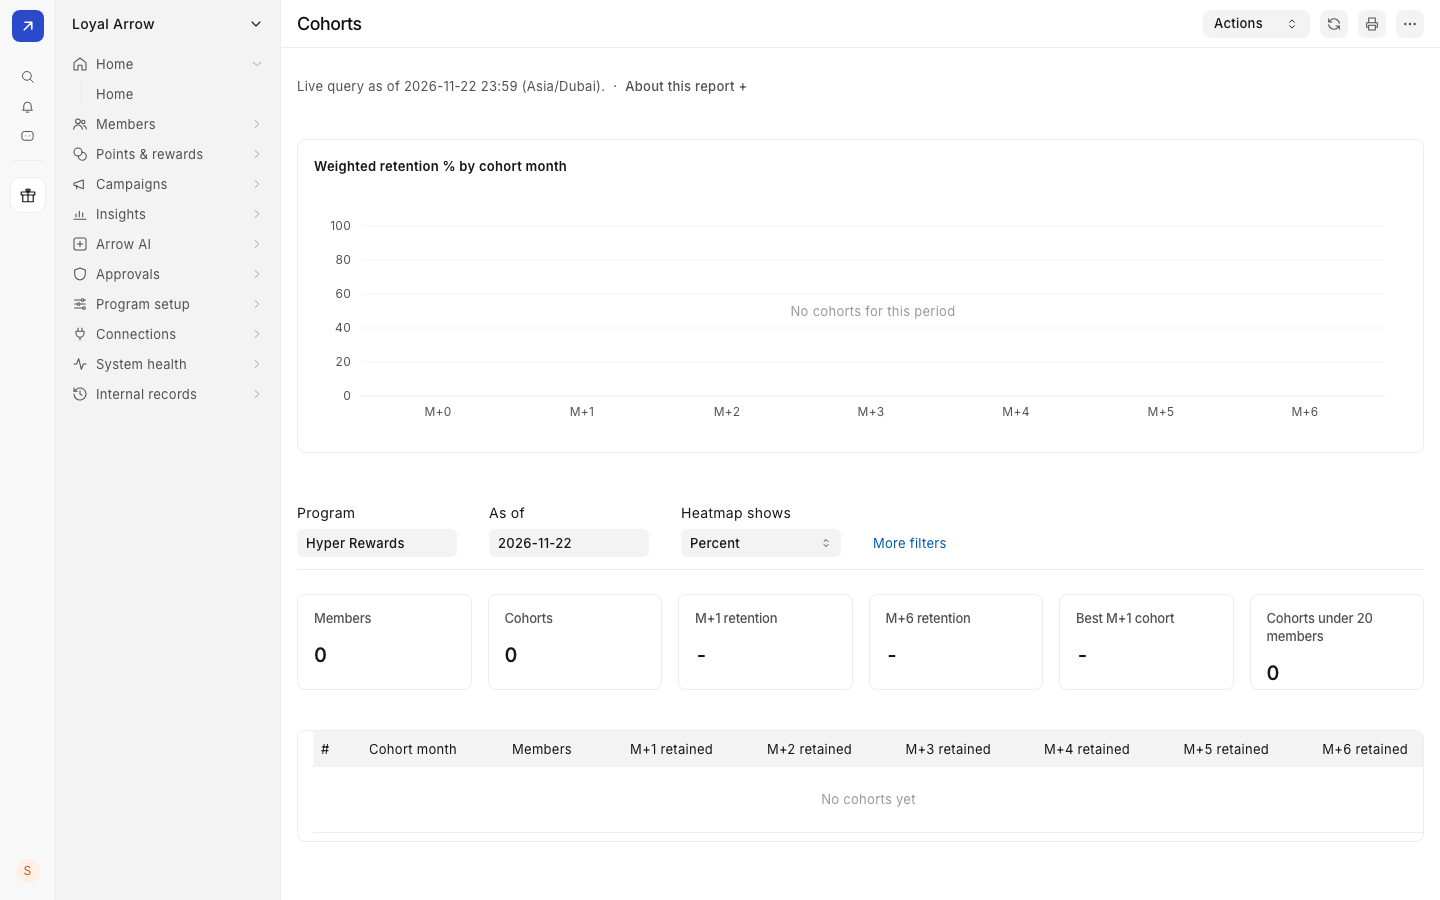 Loyal Arrow
Home
Home
Members
Points & rewards
Campaigns
Insights
Arrow AI
Approvals
Program setup
Connections
System health
Internal records
S
Cohorts
Actions
Live query as of 2026-11-22 23:59 (Asia/Dubai). · About this report +
Weighted retention % by cohort month
100
80
60
40
20
0
No cohorts for this period
M+0 M+1 M+2 M+3 M+4 M+5 M+6
Program As of Heatmap shows
Hyper Rewards 2026-11-22 Percent More filters
Members
0
Cohorts
0
M+1 retention
-
M+6 retention
-
Best M+1 cohort
-
Cohorts under 20
members
0
# Cohort month Members M+1 retained M+2 retained M+3 retained M+4 retained M+5 retained M+6 retained
No cohorts yet